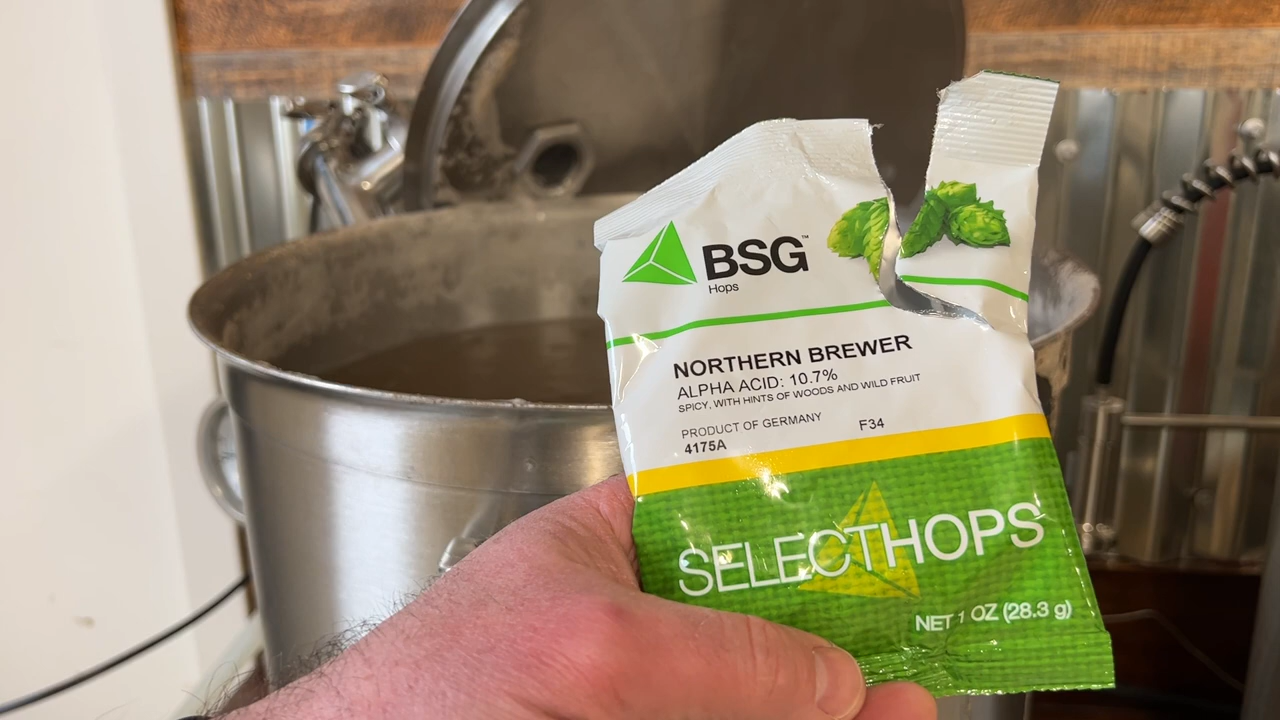 BSG™
Hops
NORTHERN BREWER
ALPHA ACID: 10.7%
SPICY, WITH HINTS OF WOODS AND WILD FRUIT
PRODUCT OF GERMANY F34
4175A
SELECTHOPS
NET 1 OZ (28.3 g)